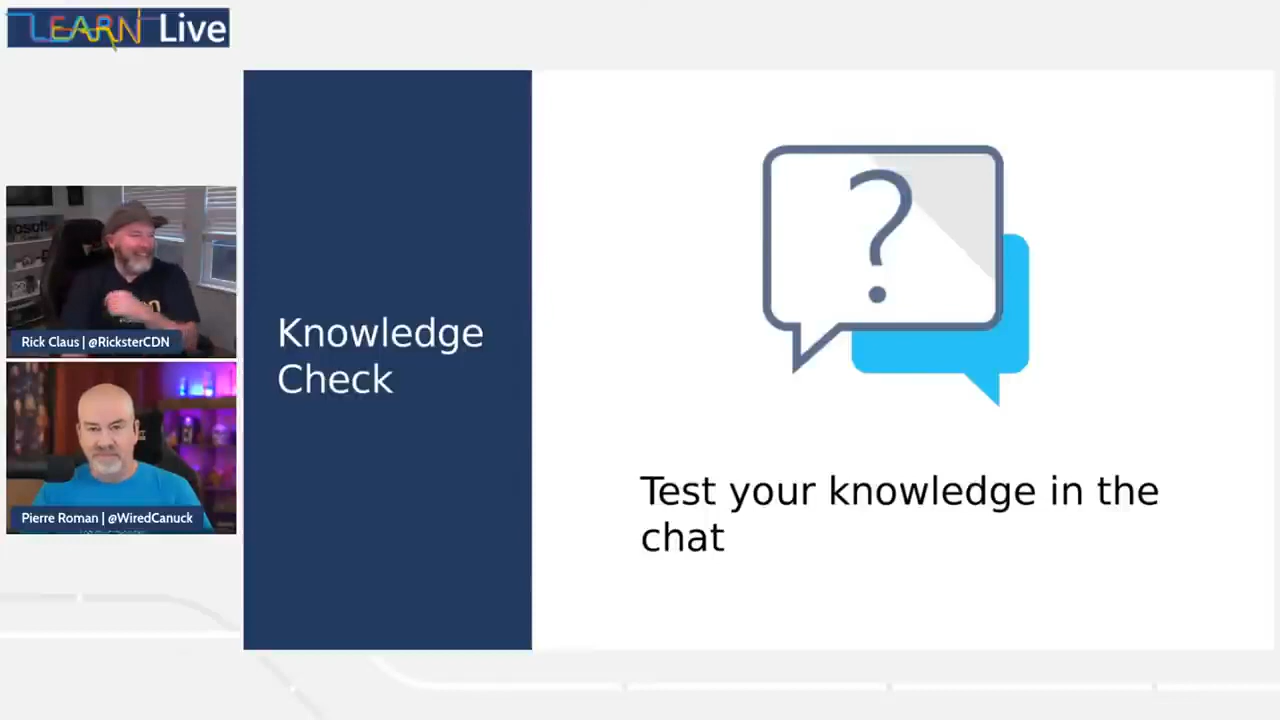 LEARN Live
Rick Claus | @RicksterCDN
Pierre Roman | @WiredCanuck
Knowledge
Check
?
Test your knowledge in the
chat